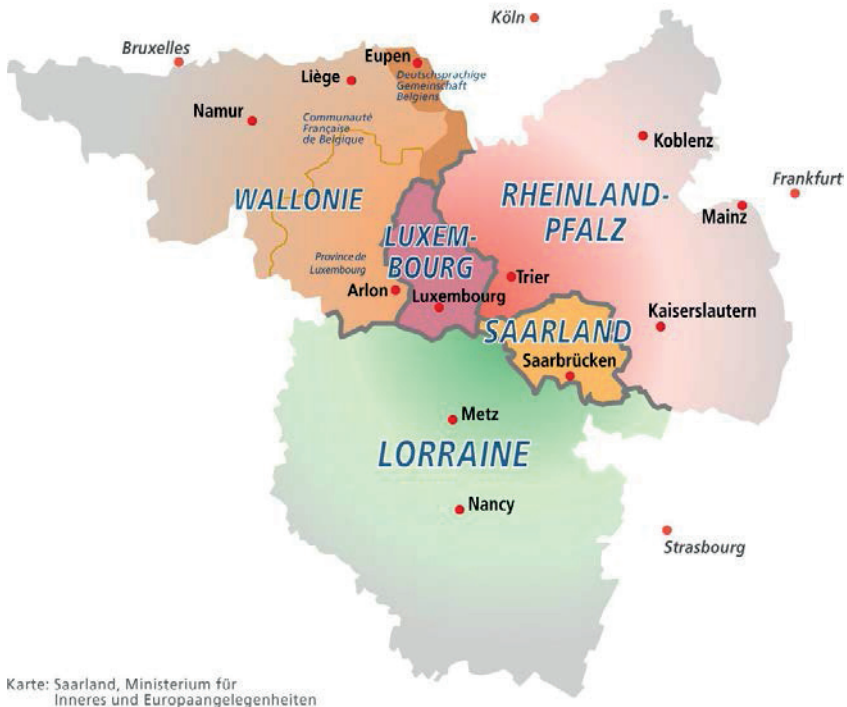 Köln
Bruxelles
Eupen
Liège
Deutschsprachige
Gemeinschaft
Belgiens
Namur
Communauté
Française
de Belgique
Koblenz
Frankfurt
WALLONIE
RHEINLAND-
PFALZ
Mainz
LUXEM-
BOURG
Province de
Luxembourg
Trier
Arlon
Luxembourg
Kaiserslautern
SAARLAND
Saarbrücken
Metz
LORRAINE
Nancy
Strasbourg
Karte: Saarland, Ministerium für
Inneres und Europaangelegenheiten